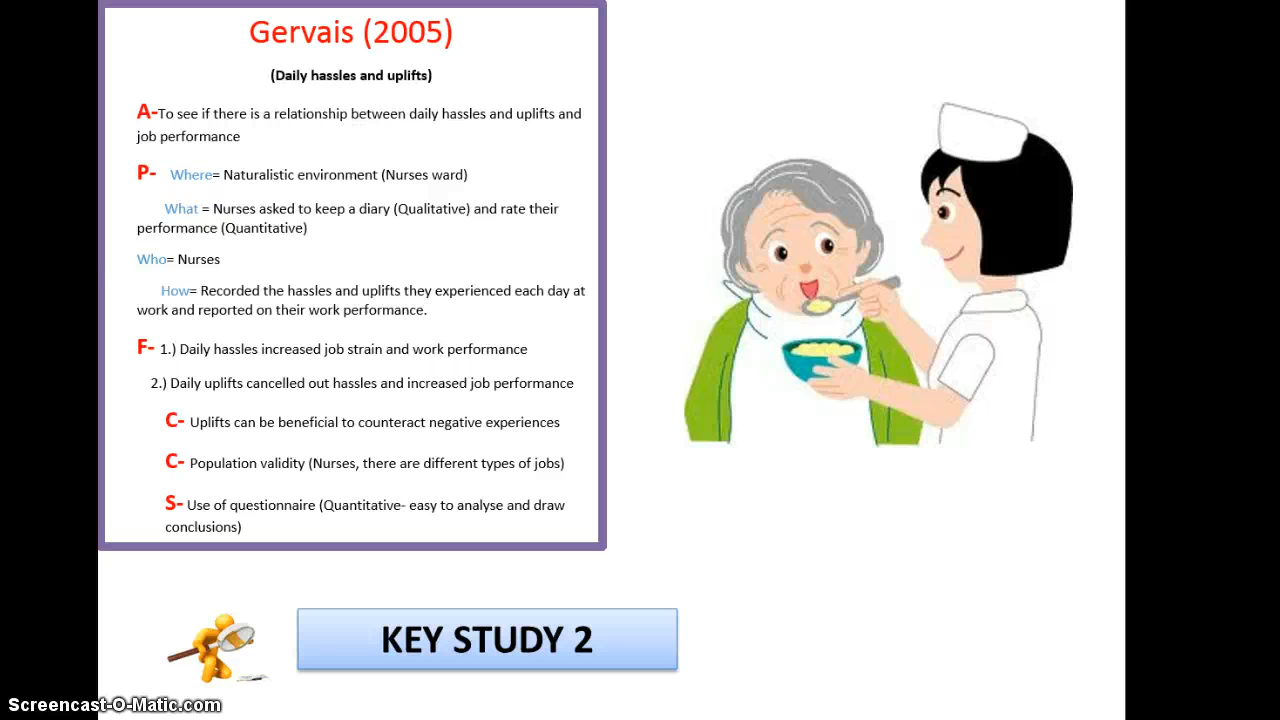 Gervais (2005)
(Daily hassles and uplifts)
A-To see if there is a relationship between daily hassles and uplifts and
job performance
P- Where= Naturalistic environment (Nurses ward)
What = Nurses asked to keep a diary (Qualitative) and rate their
performance (Quantitative)
Who= Nurses
How= Recorded the hassles and uplifts they experienced each day at
work and reported on their work performance.
F- 1.) Daily hassles increased job strain and work performance
2.) Daily uplifts cancelled out hassles and increased job performance
C- Uplifts can be beneficial to counteract negative experiences
C- Population validity (Nurses, there are different types of jobs)
S- Use of questionnaire (Quantitative- easy to analyse and draw
conclusions)
KEY STUDY 2
Screencast-O-Matic.com